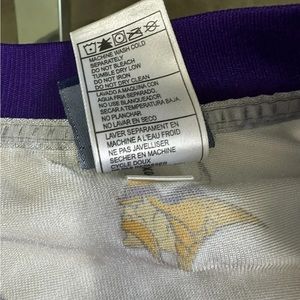 MACHINE WASH COLD
SEPARATELY
DO NOT BLEACH
TUMBLE DRY LOW
DO NOT IRON
DO NOT DRY CLEAN
LAVADO A MAQUINA CON
AGUA FRIA SEPARADO.
NO USE BLANQUEADOR.
SECAR A TEMPERATURA BAJA.
NO PLANCHAR
NO LAVAR EN SECO
LAVER SEPAREMENT EN
MACHINE A L'EAU FROID
NE PAS JAVELLISER
SECHER EN MACHINE
CYCLE DOUX